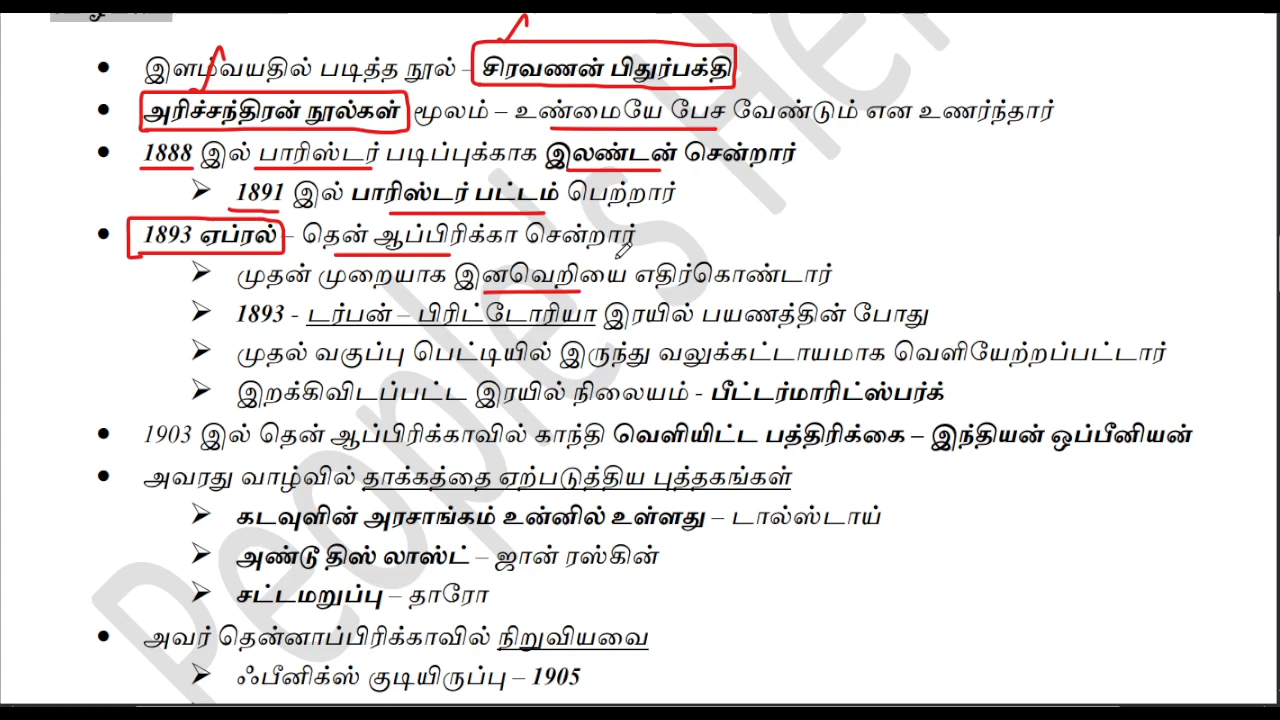 • இளம்வயதில் படித்த நூல் – சிரவணன் பிதுர்பக்தி
• அரிச்சந்திரன் நூல்கள் மூலம் – உண்மையே பேச வேண்டும் என உணர்ந்தார்
• 1888 இல் பாரிஸ்டர் படிப்புக்காக இலண்டன் சென்றார்
➢ 1891 இல் பாரிஸ்டர் பட்டம் பெற்றார்
• 1893 ஏப்ரல் – தென் ஆப்பிரிக்கா சென்றார்
➢ முதன் முறையாக இனவெறியை எதிர்கொண்டார்
➢ 1893 - டர்பன் – பிரிட்டோரியா இரயில் பயணத்தின் போது
➢ முதல் வகுப்பு பெட்டியில் இருந்து வலுக்கட்டாயமாக வெளியேற்றப்பட்டார்
➢ இறக்கிவிடப்பட்ட இரயில் நிலையம் - பீட்டர்மாரிட்ஸ்பர்க்
• 1903 இல் தென் ஆப்பிரிக்காவில் காந்தி வெளியிட்ட பத்திரிக்கை – இந்தியன் ஒப்பீனியன்
• அவரது வாழ்வில் தாக்கத்தை ஏற்படுத்திய புத்தகங்கள்
➢ கடவுளின் அரசாங்கம் உன்னில் உள்ளது – டால்ஸ்டாய்
➢ அண்டூ திஸ் லாஸ்ட் – ஜான் ரஸ்கின்
➢ சட்டமறுப்பு – தாரோ
• அவர் தென்னாப்பிரிக்காவில் நிறுவியவை
➢ ஃபீனிக்ஸ் குடியிருப்பு – 1905
People's He